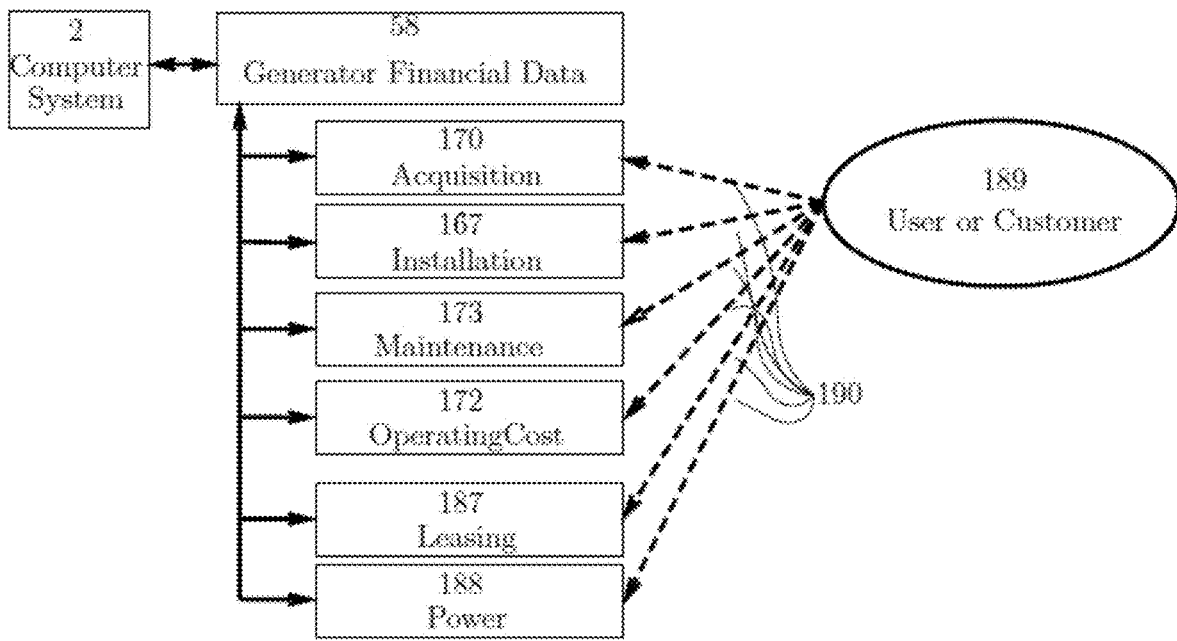 2
Computer
System
58
Generator Financial Data
170
Acquisition
167
Installation
173
Maintenance
172
OperatingCost
187
Leasing
188
Power
189
User or Customer
190